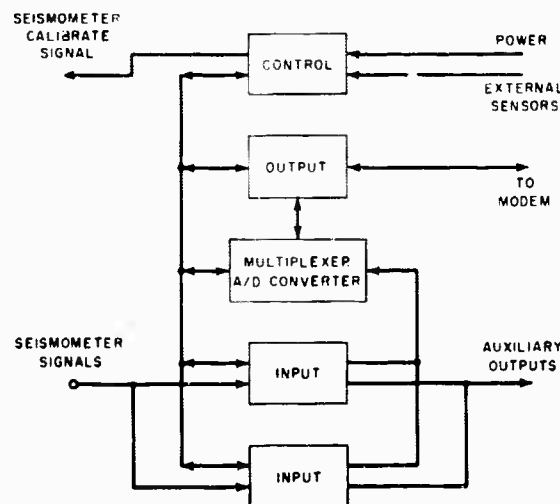 SEISMOMETER
CALIBRATE
SIGNAL
CONTROL
POWER
EXTERNAL
SENSORS
OUTPUT
TO
MODEM
MULTIPLEXER
A/D CONVERTER
SEISMOMETER
SIGNALS
INPUT
AUXILIARY
OUTPUTS
INPUT